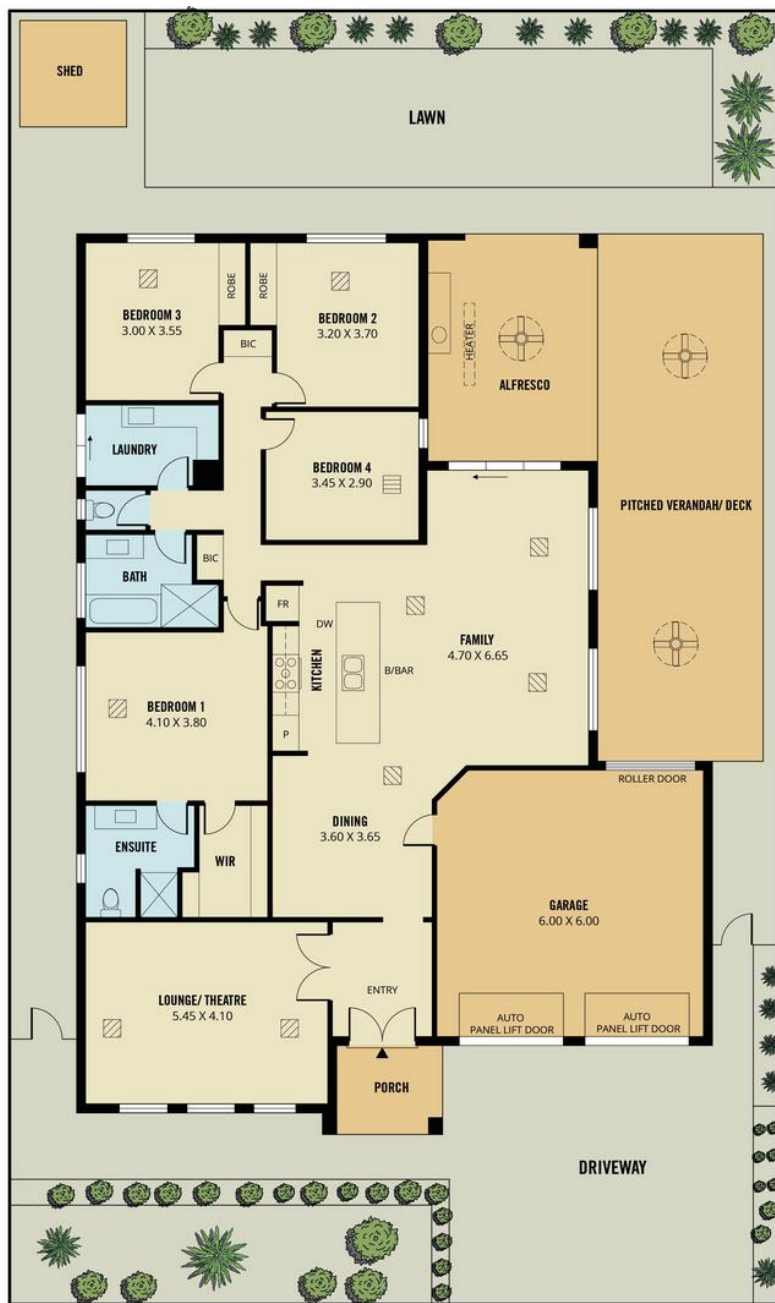 SHED
LAWN
BEDROOM 3
3.00 X 3.55
ROBE
ROBE
BEDROOM 2
3.20 X 3.70
BIC
HEATER
ALFRESCO
LAUNDRY
BEDROOM 4
3.45 X 2.90
PITCHED VERANDAH/ DECK
BATH
BIC
FR
DW
KITCHEN
B/BAR
FAMILY
4.70 X 6.65
P
BEDROOM 1
4.10 X 3.80
ROLLER DOOR
DINING
3.60 X 3.65
ENSUITE
WIR
GARAGE
6.00 X 6.00
LOUNGE/ THEATRE
5.45 X 4.10
ENTRY
AUTO
PANEL LIFT DOOR
AUTO
PANEL LIFT DOOR
PORCH
DRIVEWAY